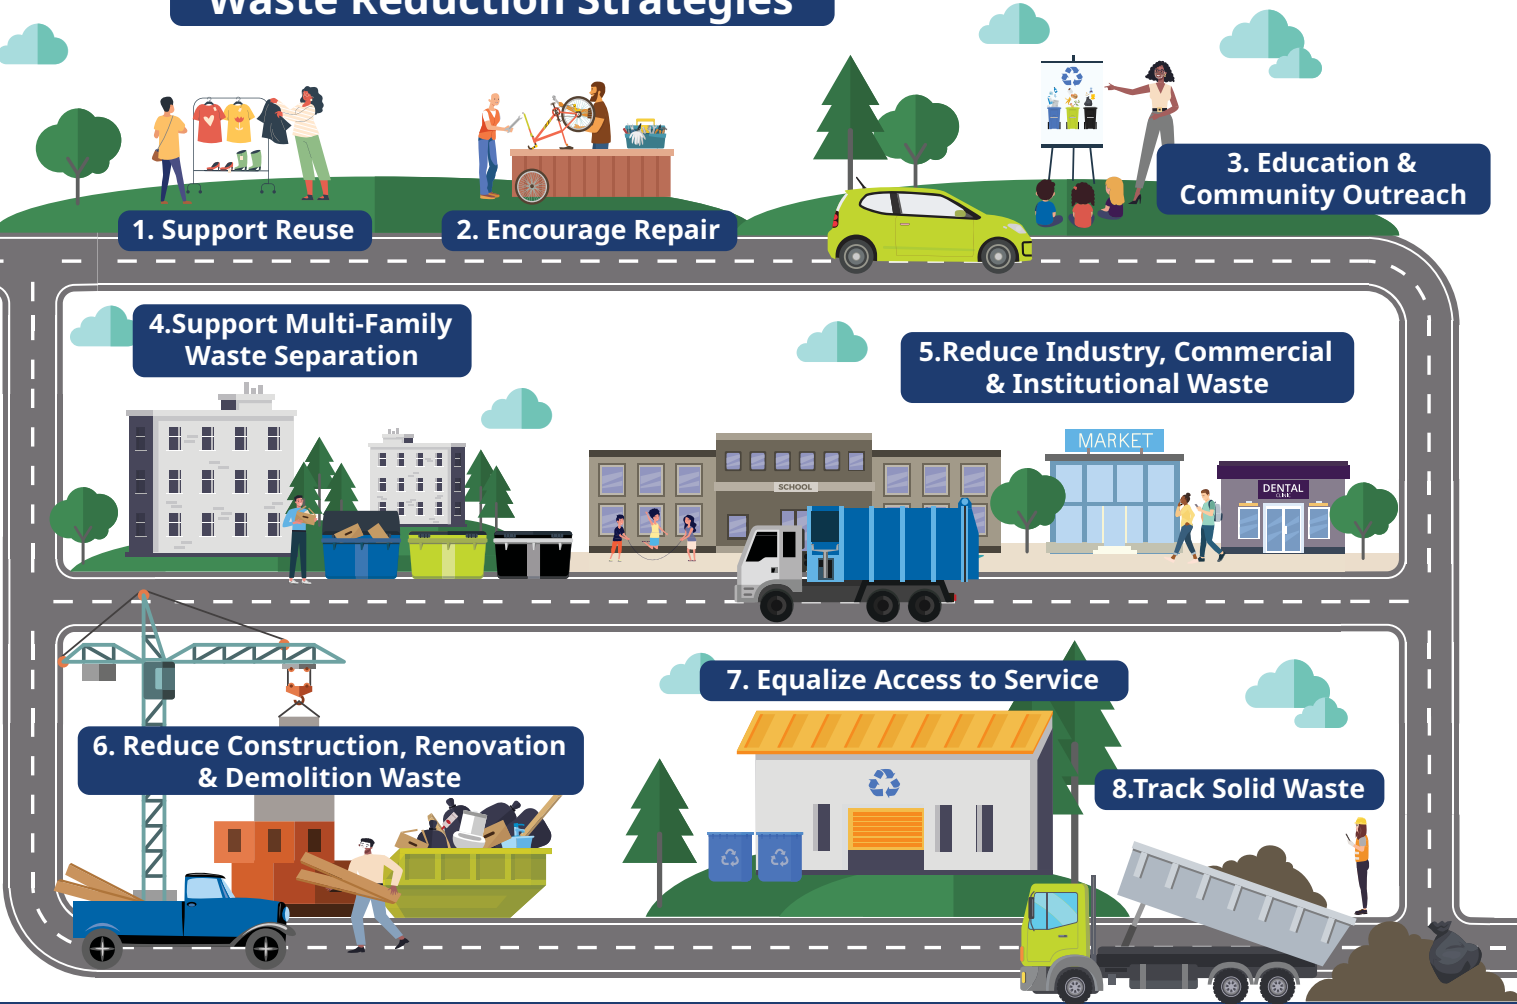 Waste Reduction Strategies
1. Support Reuse
2. Encourage Repair
3. Education &
Community Outreach
4.Support Multi-Family
Waste Separation
5.Reduce Industry, Commercial
& Institutional Waste
MARKET
SCHOOL
DENTAL
CLINIC
6. Reduce Construction, Renovation
& Demolition Waste
7. Equalize Access to Service
8.Track Solid Waste